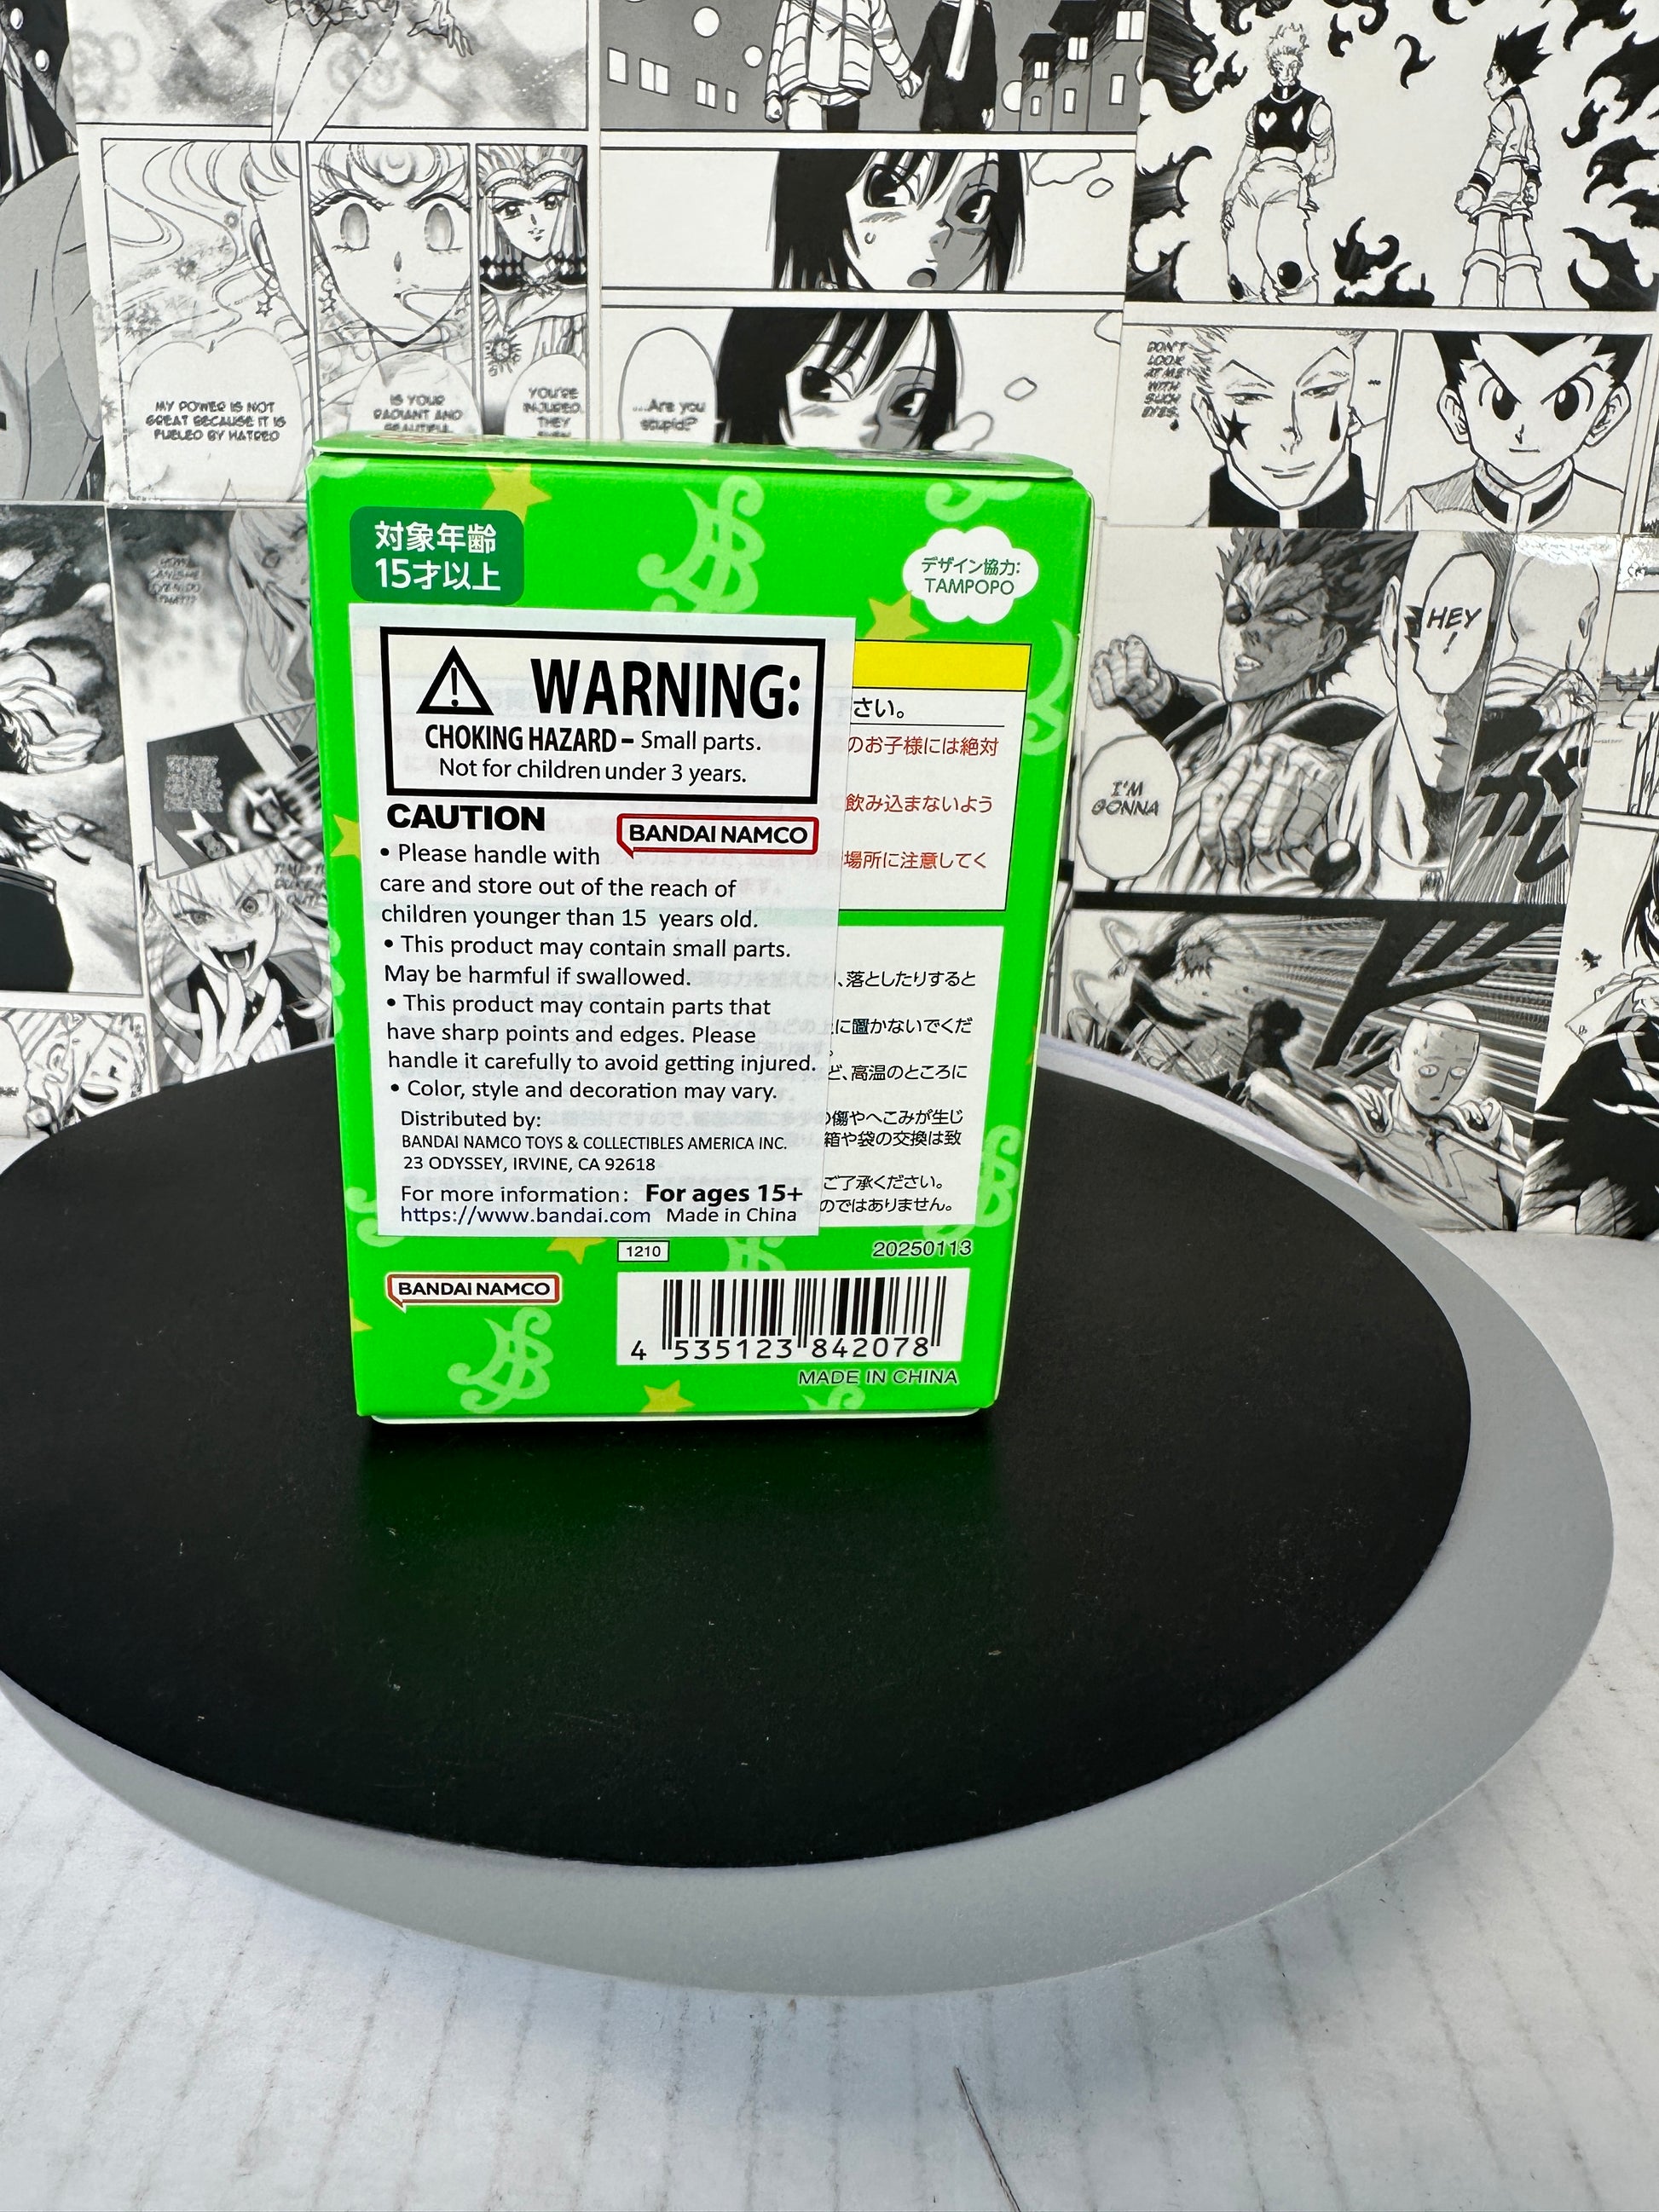 MY POWER IS NOT
GREAT BECAUSE IT IS
FUELED BY HATRED
IS YOUR
RADIANT AND
BEAUTIFUL
YOU'RE
INJURED.
THEY
...Are you
stupid?
DON'T
LOOK
AT ME
WITH
SUCH
EYES.
HEY
!
I'M
GONNA
対象年齢
15才以上
デザイン協力:
TAMPOPO
WARNING:
CHOKING HAZARD – Small parts.
Not for children under 3 years.
CAUTION
BANDAI NAMCO
• Please handle with
care and store out of the reach of
children younger than 15 years old.
• This product may contain small parts.
May be harmful if swallowed.
• This product may contain parts that
have sharp points and edges. Please
handle it carefully to avoid getting injured.
• Color, style and decoration may vary.
Distributed by:
BANDAI NAMCO TOYS & COLLECTIBLES AMERICA INC.
23 ODYSSEY, IRVINE, CA 92618
For more information: For ages 15+
https://www.bandai.com Made in China
さい。
のお子様には絶対
飲み込まないよう
場所に注意してく
、落としたりすると
に置かないでくだ
ど、高温のところに
傷やへこみが生じ
箱や袋の交換は致
ご了承ください。
のではありません。
1210
20250113
BANDAI NAMCO
4 535123 842078
MADE IN CHINA